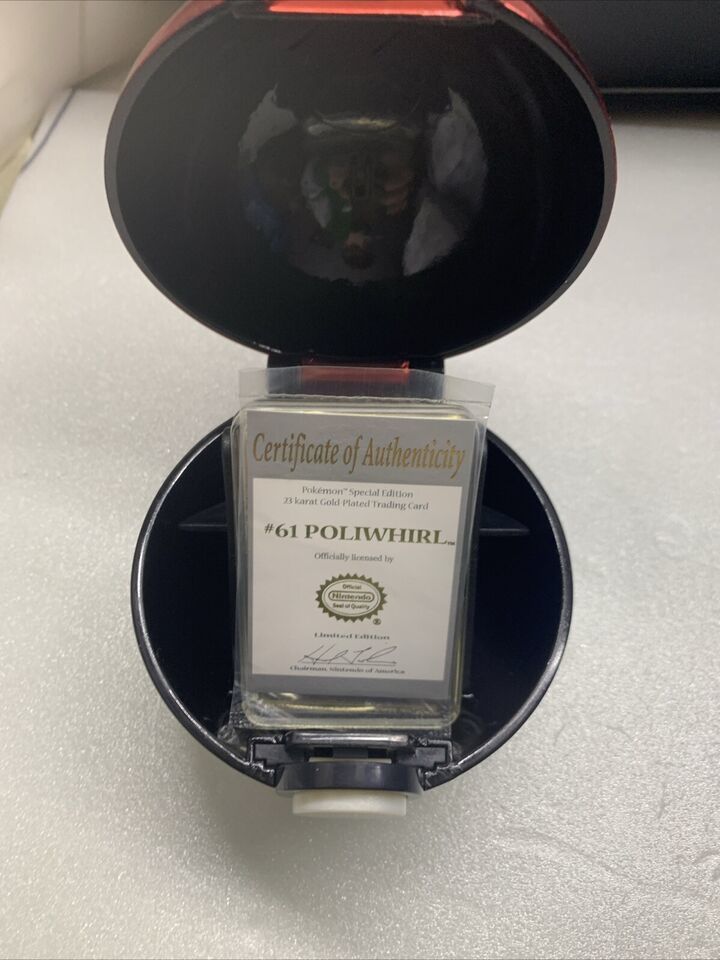 Certificate of Authenticity
Pokémon™ Special Edition
23 karat Gold-Plated Trading Card
#61 POLIWHIRL™
Officially licensed by
Official
Nintendo
Seal of Quality
®
Limited Edition
Chairman, Nintendo of America